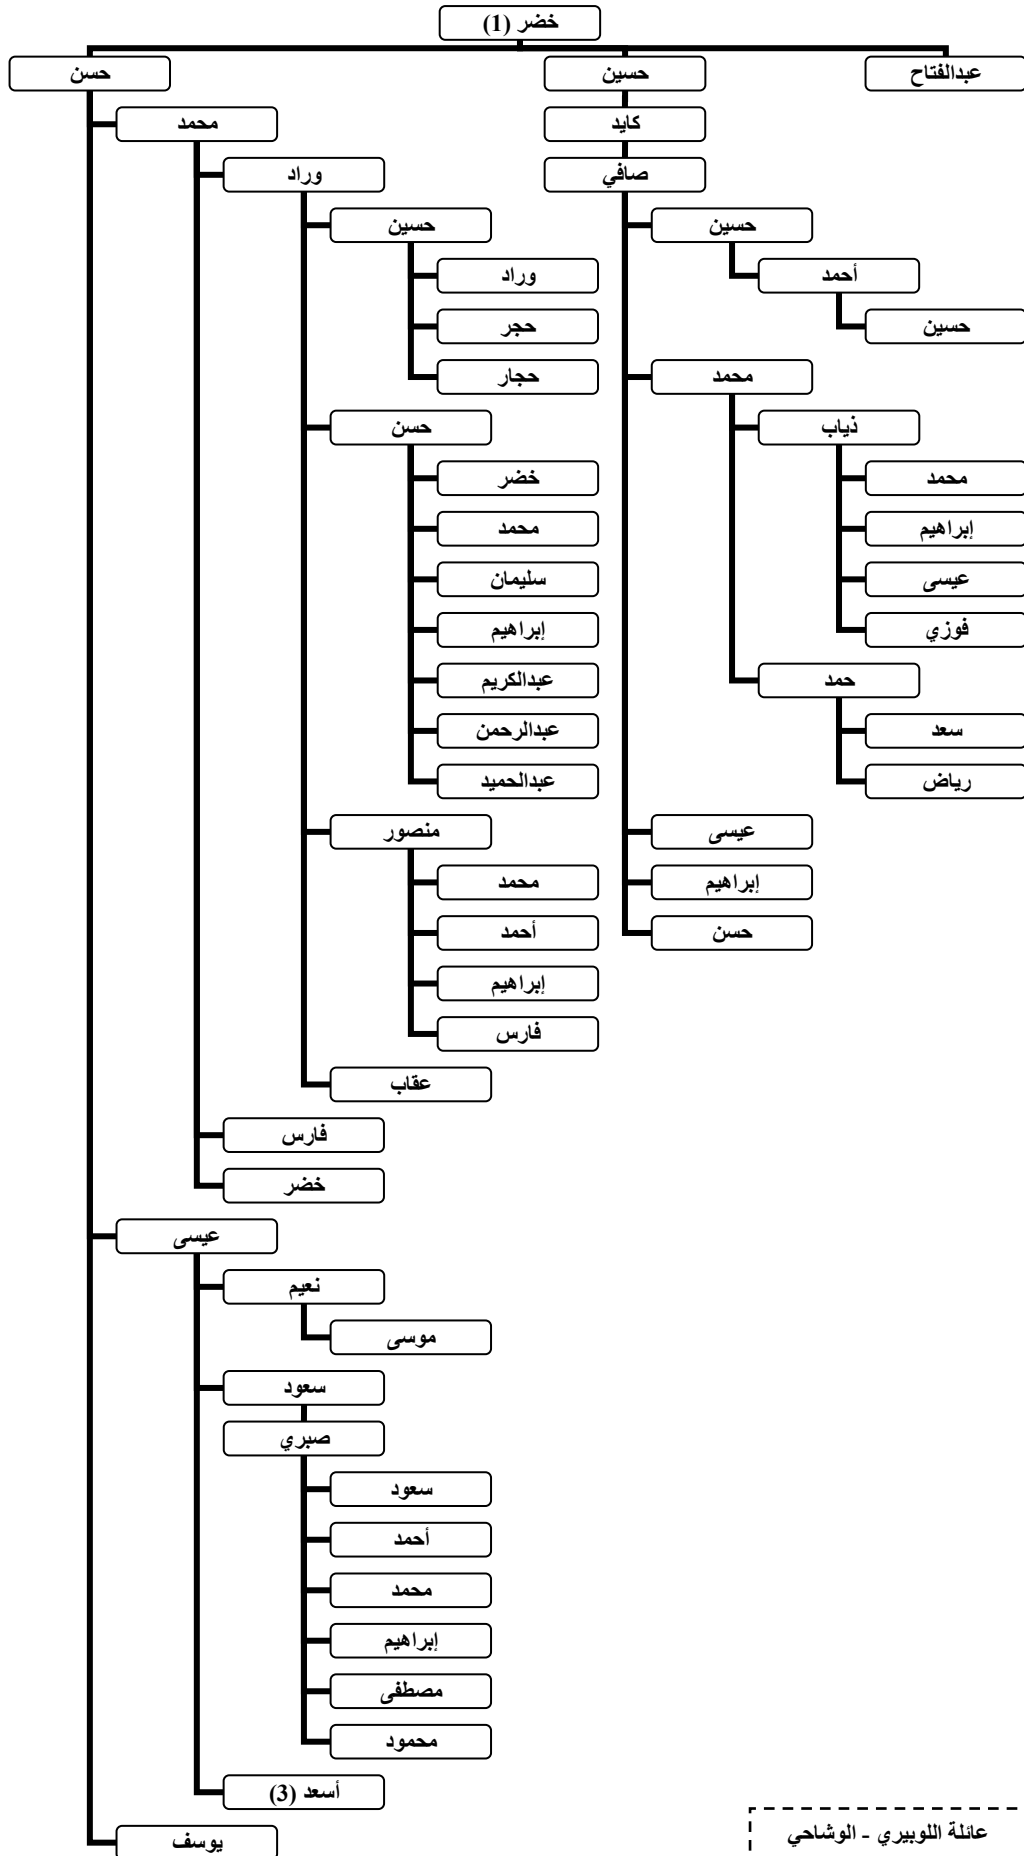 خضر (1)
عبدالفتاح
حسين
حسن
كايد
محمد
صافي
وراد
حسين
حسين
أحمد
وراد
حسين
حجر
محمد
حجار
ذياب
حسن
محمد
خضر
إبراهيم
محمد
عيسى
سليمان
فوزي
إبراهيم
حمد
عبدالكريم
سعد
عبدالرحمن
رياض
عبدالحميد
عيسى
منصور
إبراهيم
محمد
حسن
أحمد
إبراهيم
فارس
عقاب
فارس
خضر
عيسى
نعيم
موسى
سعود
صبري
سعود
أحمد
محمد
إبراهيم
مصطفى
محمود
أسعد (3)
يوسف
عائلة اللوبيري - الوشاحي